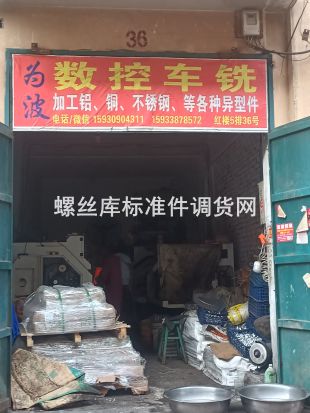 36
为波
数控车铣
加工铝、铜、不锈钢、等各种异型件
电话/微信 15930904811 15933878572 红楼5排36号
螺丝库标准件调货网